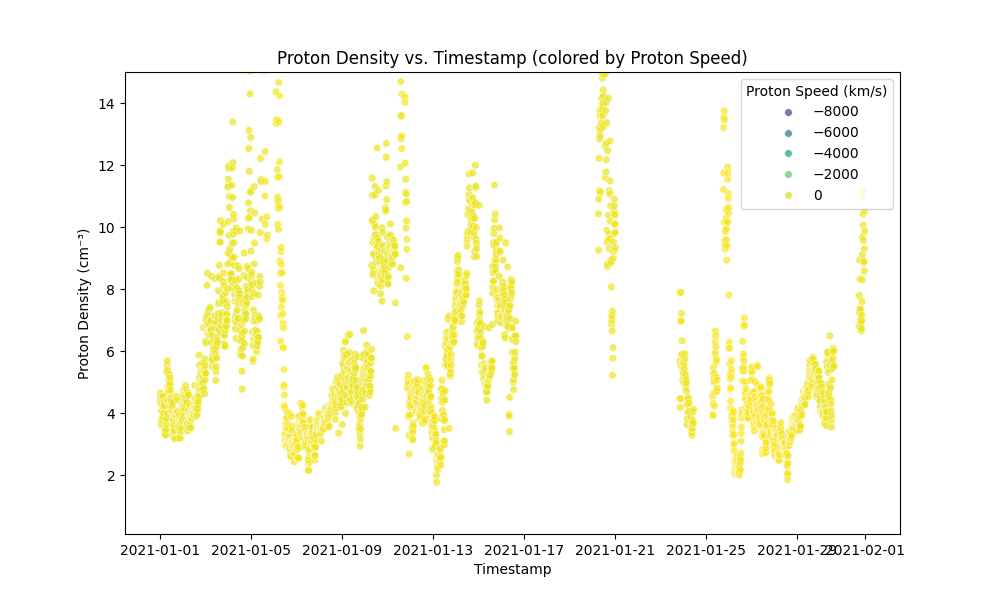 Proton Density vs. Timestamp (colored by Proton Speed)
Proton Speed (km/s)
−8000
−6000
−4000
−2000
0
14
12
10
8
6
4
2
Proton Density (cm⁻³)
2021-01-01 2021-01-05 2021-01-09 2021-01-13 2021-01-17 2021-01-21 2021-01-25 2021-01-29 2021-02-01
Timestamp